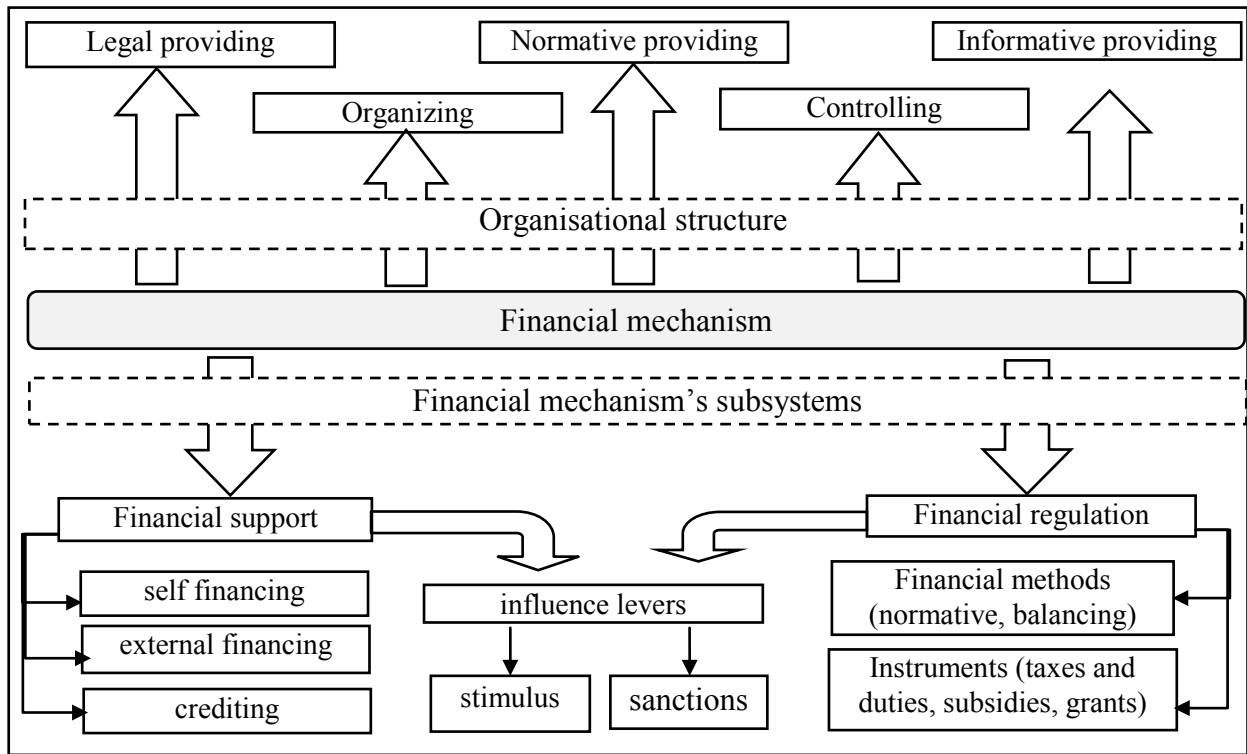 Legal providing
Normative providing
Informative providing
Organizing
Controlling
Organisational structure
Financial mechanism
Financial mechanism’s subsystems
Financial support
Financial regulation
self financing
external financing
crediting
influence levers
stimulus
sanctions
Financial methods
(normative, balancing)
Instruments (taxes and
duties, subsidies, grants)